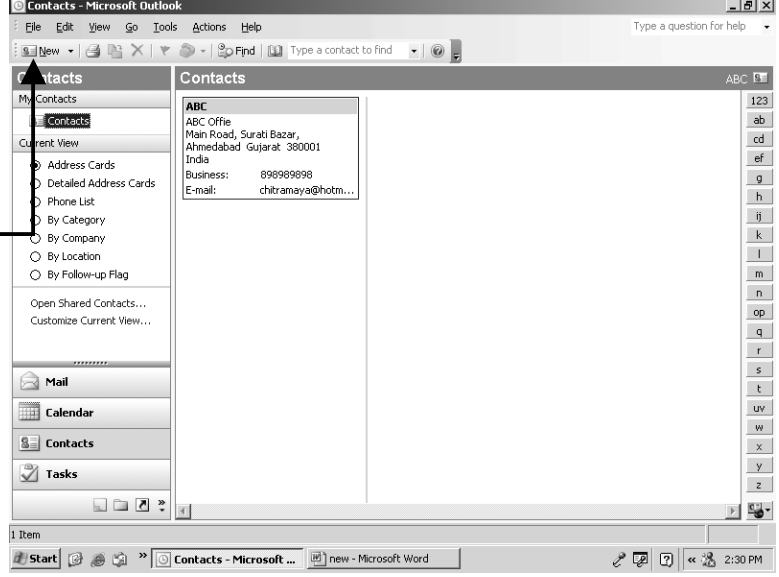 Contacts - Microsoft Outlook
File Edit View Go Tools Actions Help
Type a question for help
New
Find
Type a contact to find
Contacts
ABC
My Contacts
Contacts
Current View
Address Cards
Detailed Address Cards
Phone List
By Category
By Company
By Location
By Follow-up Flag
Open Shared Contacts...
Customize Current View...
Mail
Calendar
Contacts
Tasks
ABC
ABC Offie
Main Road, Surati Bazar,
Ahmedabad Gujarat 380001
India
Business: 898989898
E-mail: chitramaya@hotm...
123
ab
cd
ef
g
h
ij
k
l
m
n
op
q
r
s
t
uv
w
x
y
z
1 Item
Start
Contacts - Microsoft ...
new - Microsoft Word
2:30 PM